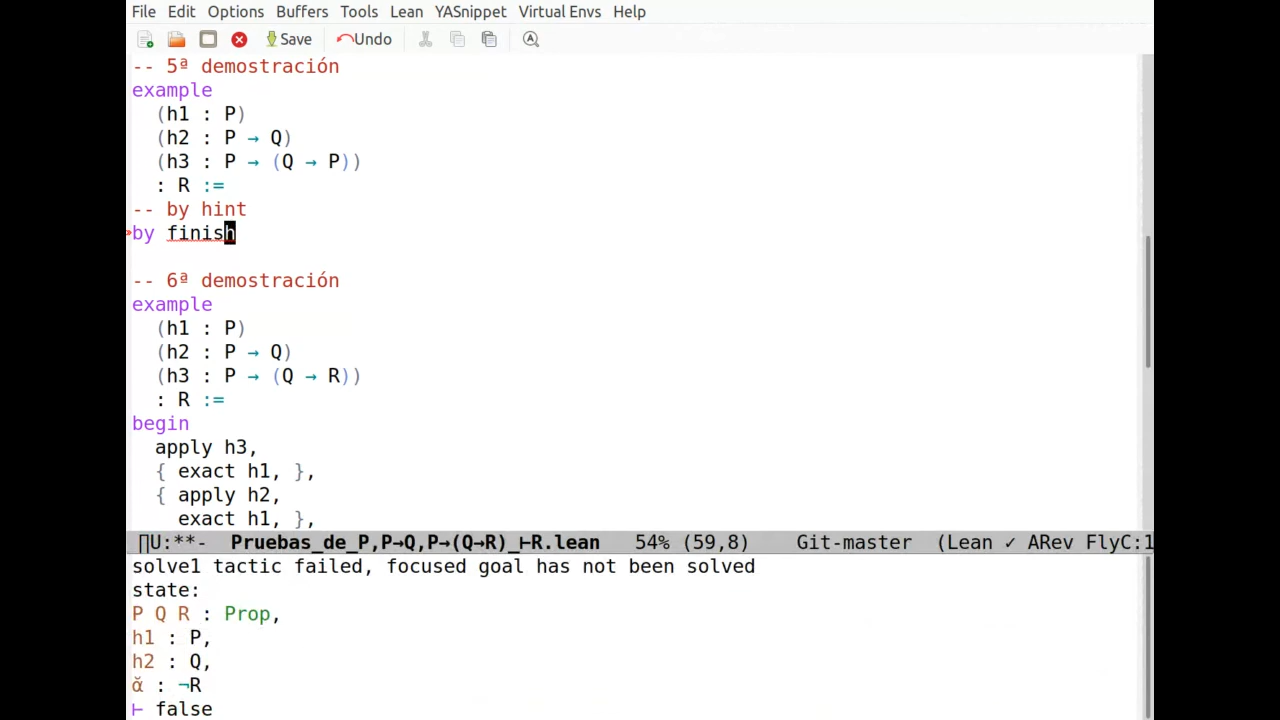 File Edit Options Buffers Tools Lean YASnippet Virtual Envs Help
Save Undo
-- 5ª demostración
example
(h1 : P)
(h2 : P → Q)
(h3 : P → (Q → P))
: R :=
-- by hint
by finish
-- 6ª demostración
example
(h1 : P)
(h2 : P → Q)
(h3 : P → (Q → R))
: R :=
begin
apply h3,
{ exact h1, },
{ apply h2,
exact h1, },
∏U:**- Pruebas_de_P,P→Q,P→(Q→R)_⊢R.lean 54% (59,8) Git-master (Lean ✓ ARev FlyC:1
solve1 tactic failed, focused goal has not been solved
state:
P Q R : Prop,
h1 : P,
h2 : Q,
ᾰ : ¬R
⊢ false